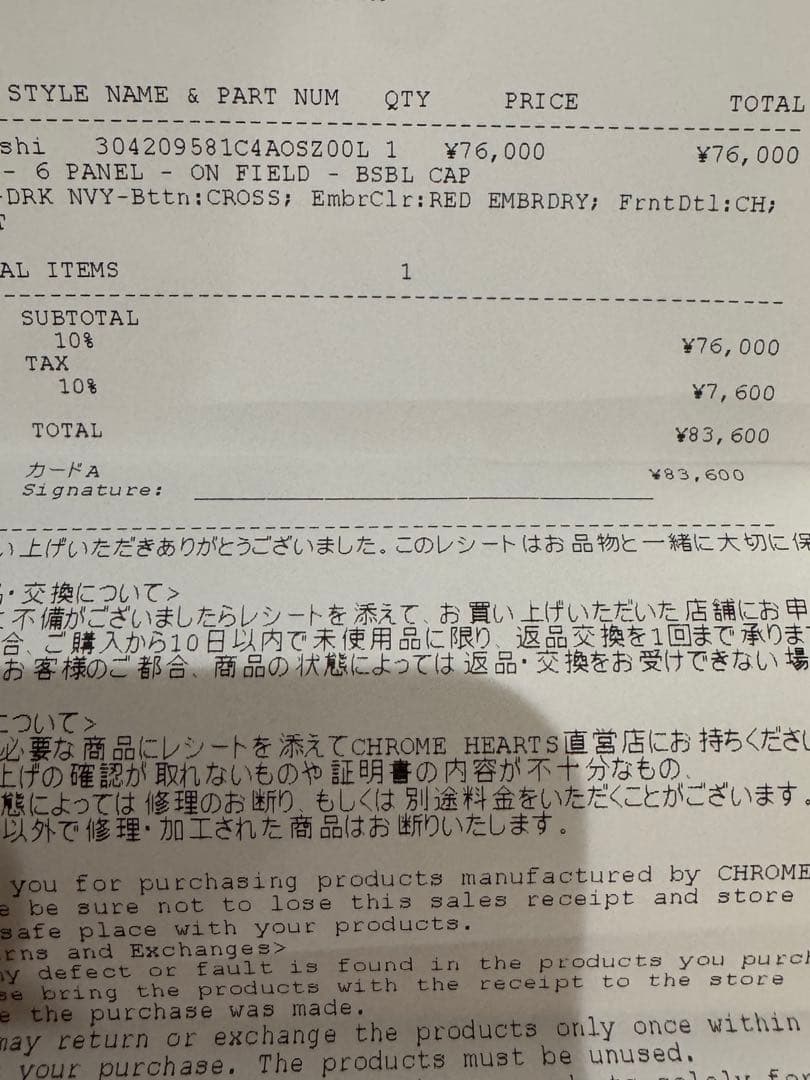 STYLE NAME & PART NUM QTY PRICE TOTAL
shi 304209581C4AOSZ00L 1 ¥76,000 ¥76,000
- 6 PANEL - ON FIELD - BSBL CAP
-DRK NVY-Bttn:CROSS; EmbrClr:RED EMBRDRY; FrntDtl:CH;
T
AL ITEMS 1
SUBTOTAL
10% ¥76,000
TAX
10% ¥7,600
TOTAL ¥83,600
カードA ¥83,600
Signature:
い上げいただきありがとうございました。このレシートはお品物と一緒に大切に保
品・交換について>
不備がございましたらレシートを添えて、お買い上げいただいた店舗にお申
合、ご購入から10日以内で未使用品に限り、返品交換を1回まで承りま
お客様のご都合、商品の状態によっては返品・交換をお受けできない場
について>
必要な商品にレシートを添えてCHROME HEARTS直営店にお持ちください
上げの確認が取れないものや証明書の内容が不十分なもの、
態によっては修理のお断り、もしくは別途料金をいただくことがございます。
以外で修理・加工された商品はお断りいたします。
you for purchasing products manufactured by CHROME
e be sure not to lose this sales receipt and store
safe place with your products.
rns and Exchanges>
ny defect or fault is found in the products you purch
se bring the products with the receipt to the store
e the purchase was made.
may return or exchange the products only once within
your purchase. The products must be unused.
solely for